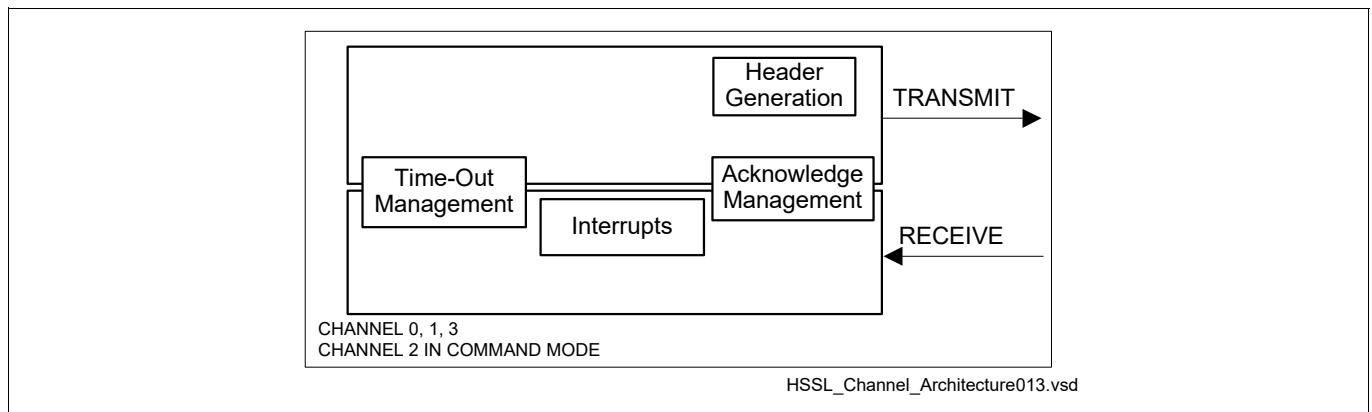 Header
Generation
TRANSMIT
Time-Out
Management
Acknowledge
Management
Interrupts
RECEIVE
CHANNEL 0, 1, 3
CHANNEL 2 IN COMMAND MODE
HSSL_Channel_Architecture013.vsd